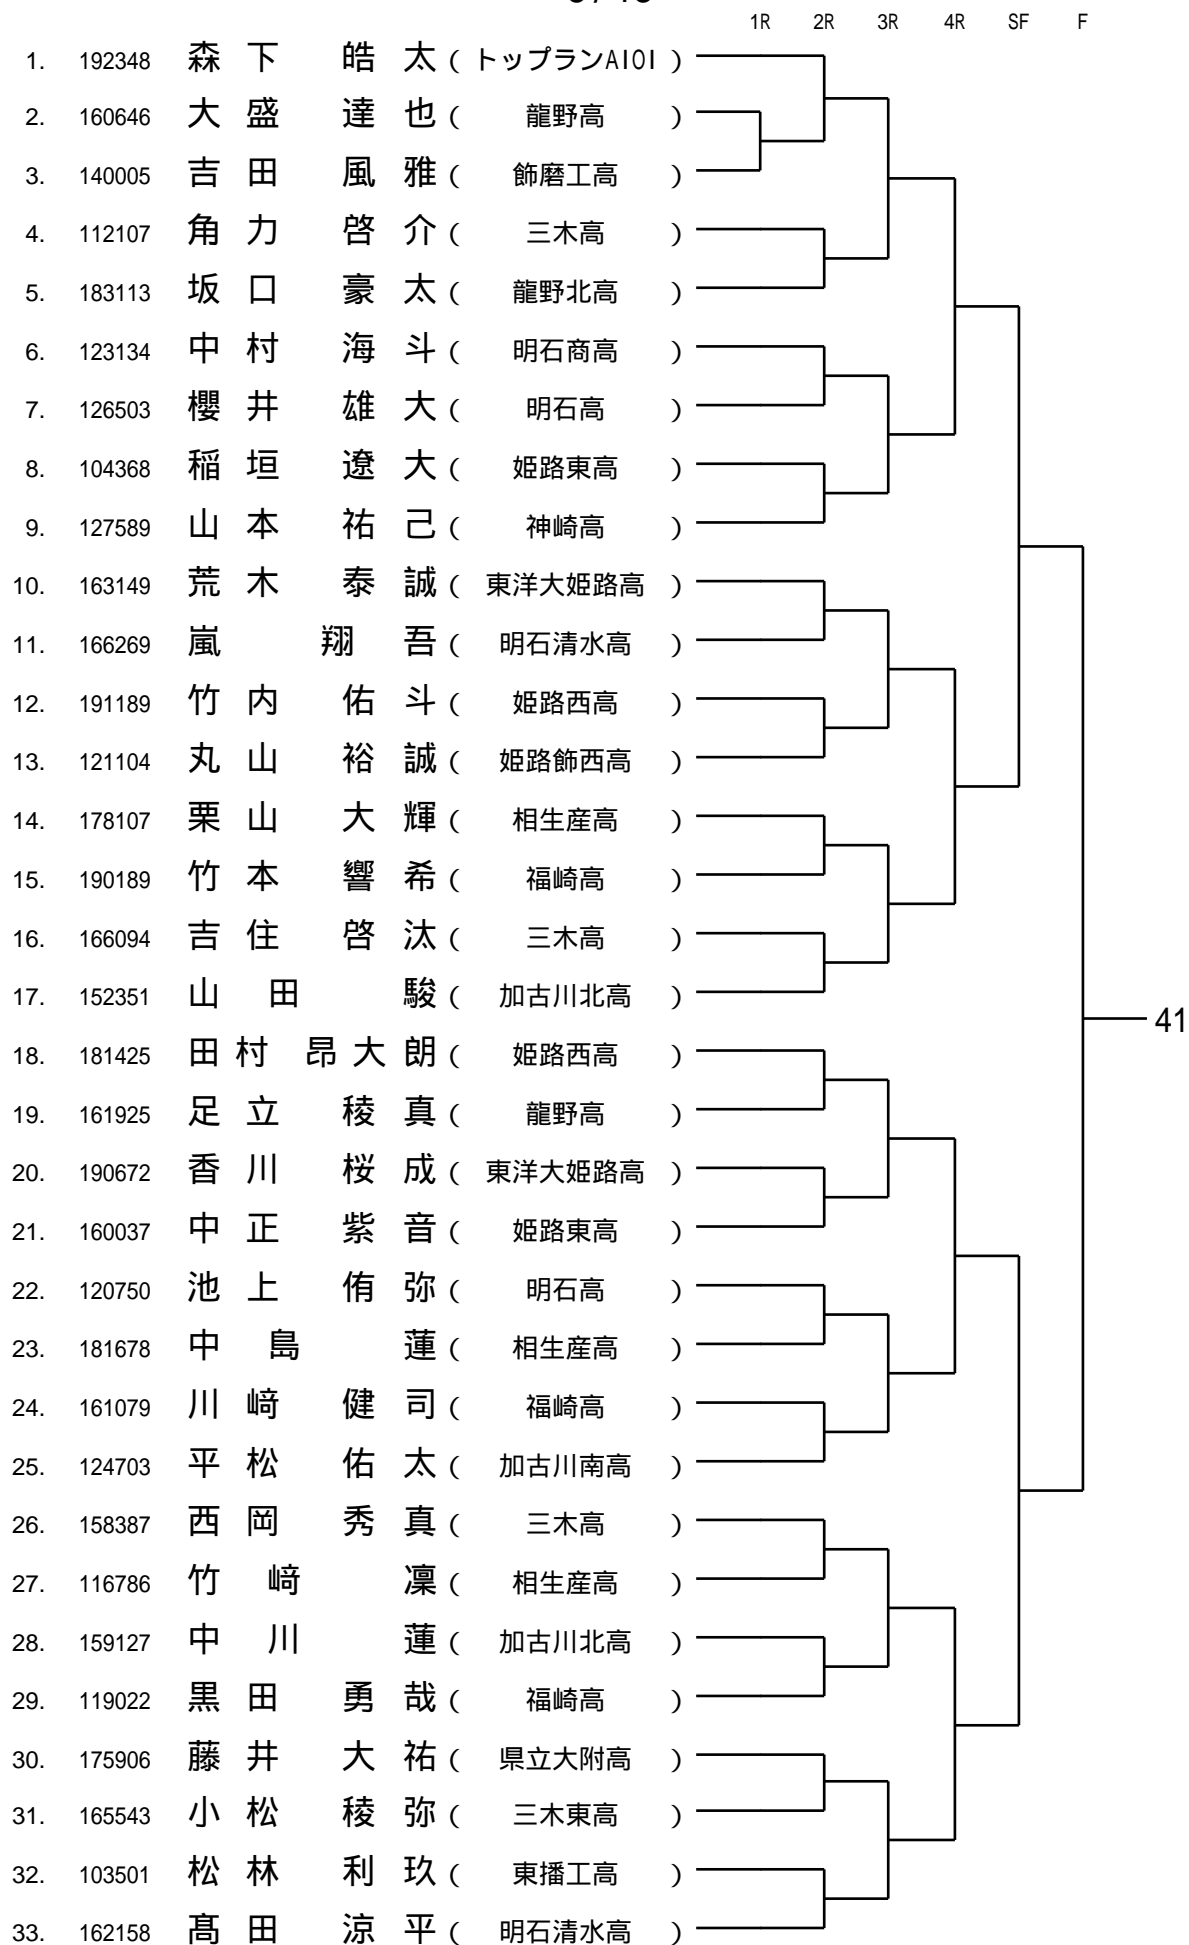 1R 2R 3R 4R SF F
1. 192348 森下 皓太 ( トップランAIOI )
2. 160646 大盛 達也 ( 龍野高 )
3. 140005 吉田 風雅 ( 飾磨工高 )
4. 112107 角力 啓介 ( 三木高 )
5. 183113 坂口 豪太 ( 龍野北高 )
6. 123134 中村 海斗 ( 明石商高 )
7. 126503 櫻井 雄大 ( 明石高 )
8. 104368 稲垣 遼大 ( 姫路東高 )
9. 127589 山本 祐己 ( 神崎高 )
10. 163149 荒木 泰誠 ( 東洋大姫路高 )
11. 166269 嵐 翔吾 ( 明石清水高 )
12. 191189 竹内 佑斗 ( 姫路西高 )
13. 121104 丸山 裕誠 ( 姫路飾西高 )
14. 178107 栗山 大輝 ( 相生産高 )
15. 190189 竹本 響希 ( 福崎高 )
16. 166094 吉住 啓汰 ( 三木高 )
17. 152351 山田 駿 ( 加古川北高 )
41
18. 181425 田村 昂大朗 ( 姫路西高 )
19. 161925 足立 稜真 ( 龍野高 )
20. 190672 香川 桜成 ( 東洋大姫路高 )
21. 160037 中正 紫音 ( 姫路東高 )
22. 120750 池上 侑弥 ( 明石高 )
23. 181678 中島 蓮 ( 相生産高 )
24. 161079 川﨑 健司 ( 福崎高 )
25. 124703 平松 佑太 ( 加古川南高 )
26. 158387 西岡 秀真 ( 三木高 )
27. 116786 竹﨑 凜 ( 相生産高 )
28. 159127 中川 蓮 ( 加古川北高 )
29. 119022 黒田 勇哉 ( 福崎高 )
30. 175906 藤井 大祐 ( 県立大附高 )
31. 165543 小松 稜弥 ( 三木東高 )
32. 103501 松林 利玖 ( 東播工高 )
33. 162158 髙田 涼平 ( 明石清水高 )